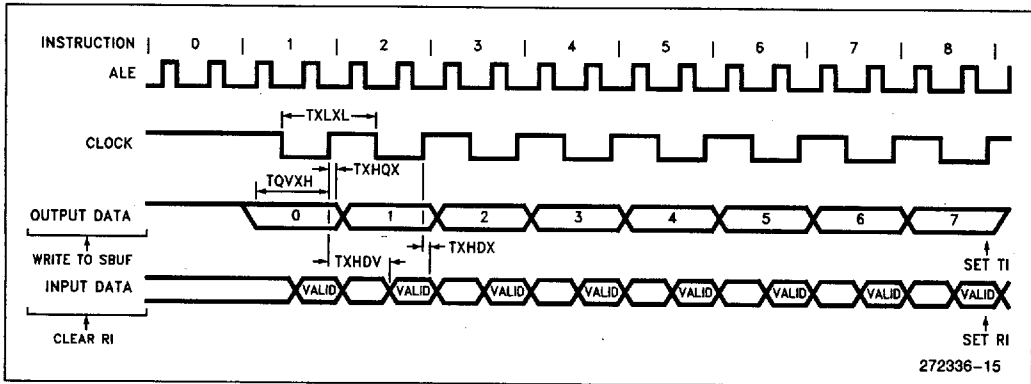 INSTRUCTION | 0 | 1 | 2 | 3 | 4 | 5 | 6 | 7 | 8 |
ALE
TXLXL
CLOCK
TXHQX
TQVXH
OUTPUT DATA 0 1 2 3 4 5 6 7
TXHDV TXHDX
WRITE TO SBUF SET TI
INPUT DATA VALID VALID VALID VALID VALID VALID VALID VALID
CLEAR RI SET RI
272336-15